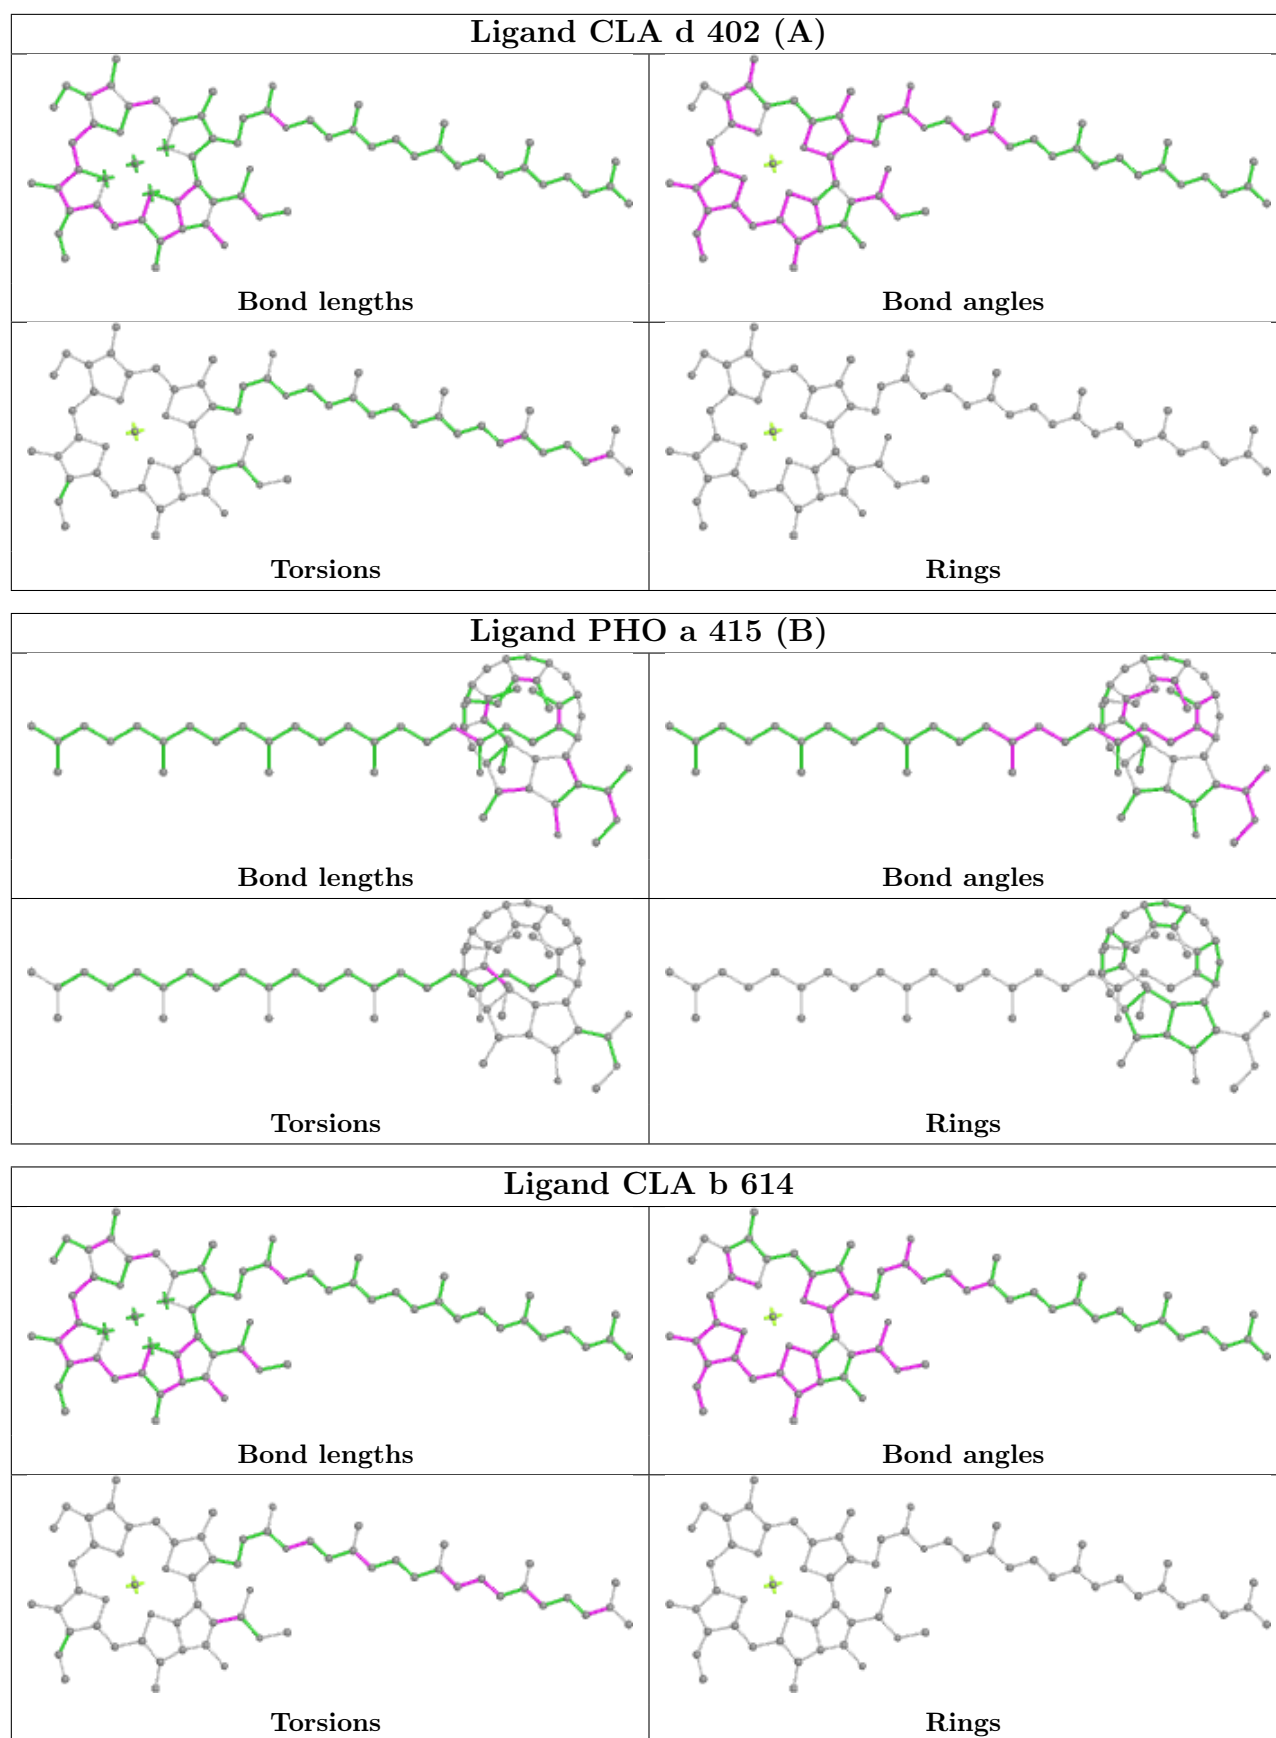 Ligand CLA d 402 (A)
Bond lengths
Bond angles
Torsions
Rings
Ligand PHO a 415 (B)
Bond lengths
Bond angles
Torsions
Rings
Ligand CLA b 614
Bond lengths
Bond angles
Torsions
Rings